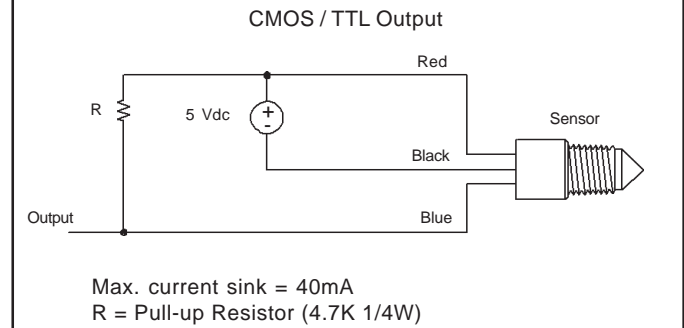 CMOS / TTL Output
Red
R
5 Vdc
+
-
Sensor
Black
Output
Blue
Max. current sink = 40mA
R = Pull-up Resistor (4.7K 1/4W)